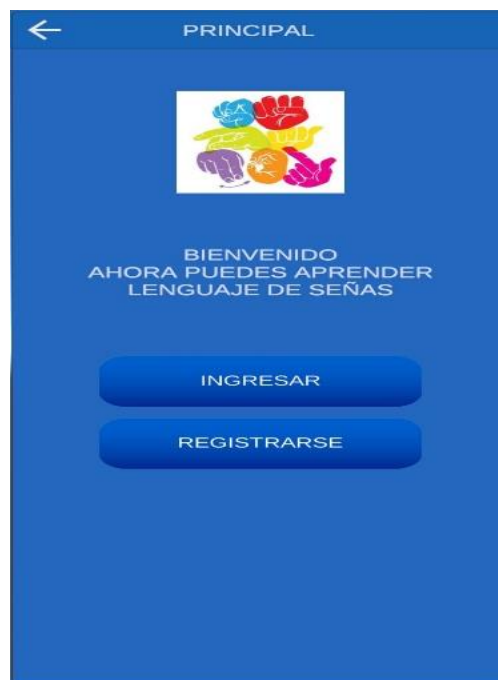 PRINCIPAL
BIENVENIDO
AHORA PUEDES APRENDER
LENGUAJE DE SEÑAS
INGRESAR
REGISTRARSE